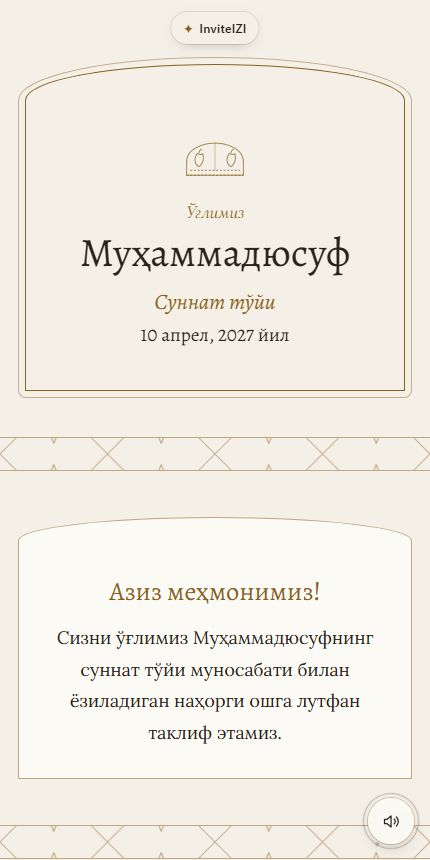 InviteIZI
Ўғлимиз
Муҳаммадюсуф
Суннат тўйи
10 апрел, 2027 йил
Азиз меҳмонимиз!
Сизни ўғлимиз Муҳаммадюсуфнинг
суннат тўйи муносабати билан
ёзиладиган наҳорги ошга лутфан
таклиф этамиз.